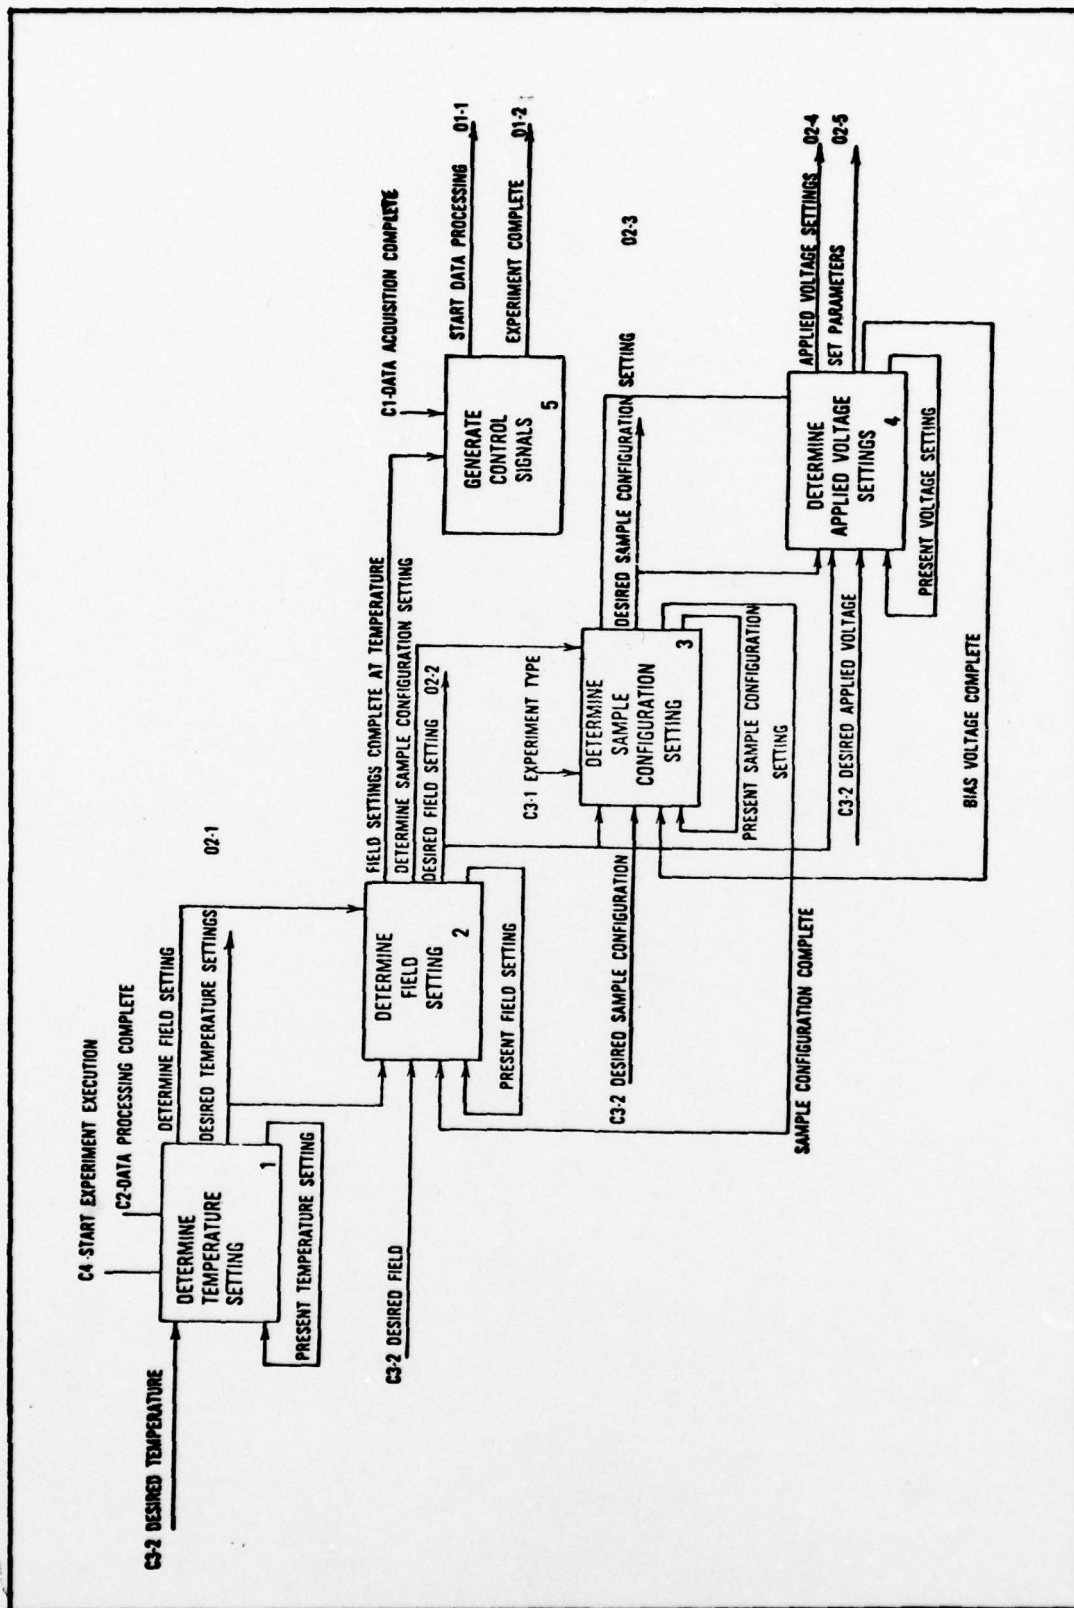 C4-START EXPERIMENT EXECUTION
C2-DATA PROCESSING COMPLETE
DETERMINE FIELD SETTING
DESIRED TEMPERATURE SETTINGS
O2-1
C3-2 DESIRED TEMPERATURE
DETERMINE
TEMPERATURE
SETTING
1
PRESENT TEMPERATURE SETTING
FIELD SETTINGS COMPLETE AT TEMPERATURE
DETERMINE SAMPLE CONFIGURATION SETTING
DESIRED FIELD SETTING
O2-2
C3-2 DESIRED FIELD
DETERMINE
FIELD
SETTING
2
PRESENT FIELD SETTING
C1-DATA ACQUISITION COMPLETE
START DATA PROCESSING
O1-1
EXPERIMENT COMPLETE
O1-2
GENERATE
CONTROL
SIGNALS
5
C3-1 EXPERIMENT TYPE
DETERMINE
SAMPLE
CONFIGURATION
SETTING
3
DESIRED SAMPLE CONFIGURATION SETTING
O2-3
C3-2 DESIRED SAMPLE CONFIGURATION
PRESENT SAMPLE CONFIGURATION
SETTING
SAMPLE CONFIGURATION COMPLETE
APPLIED VOLTAGE SETTINGS
O2-4
SET PARAMETERS
O2-5
DETERMINE
APPLIED VOLTAGE
SETTINGS
4
C3-2 DESIRED APPLIED VOLTAGE
PRESENT VOLTAGE SETTING
BIAS VOLTAGE COMPLETE